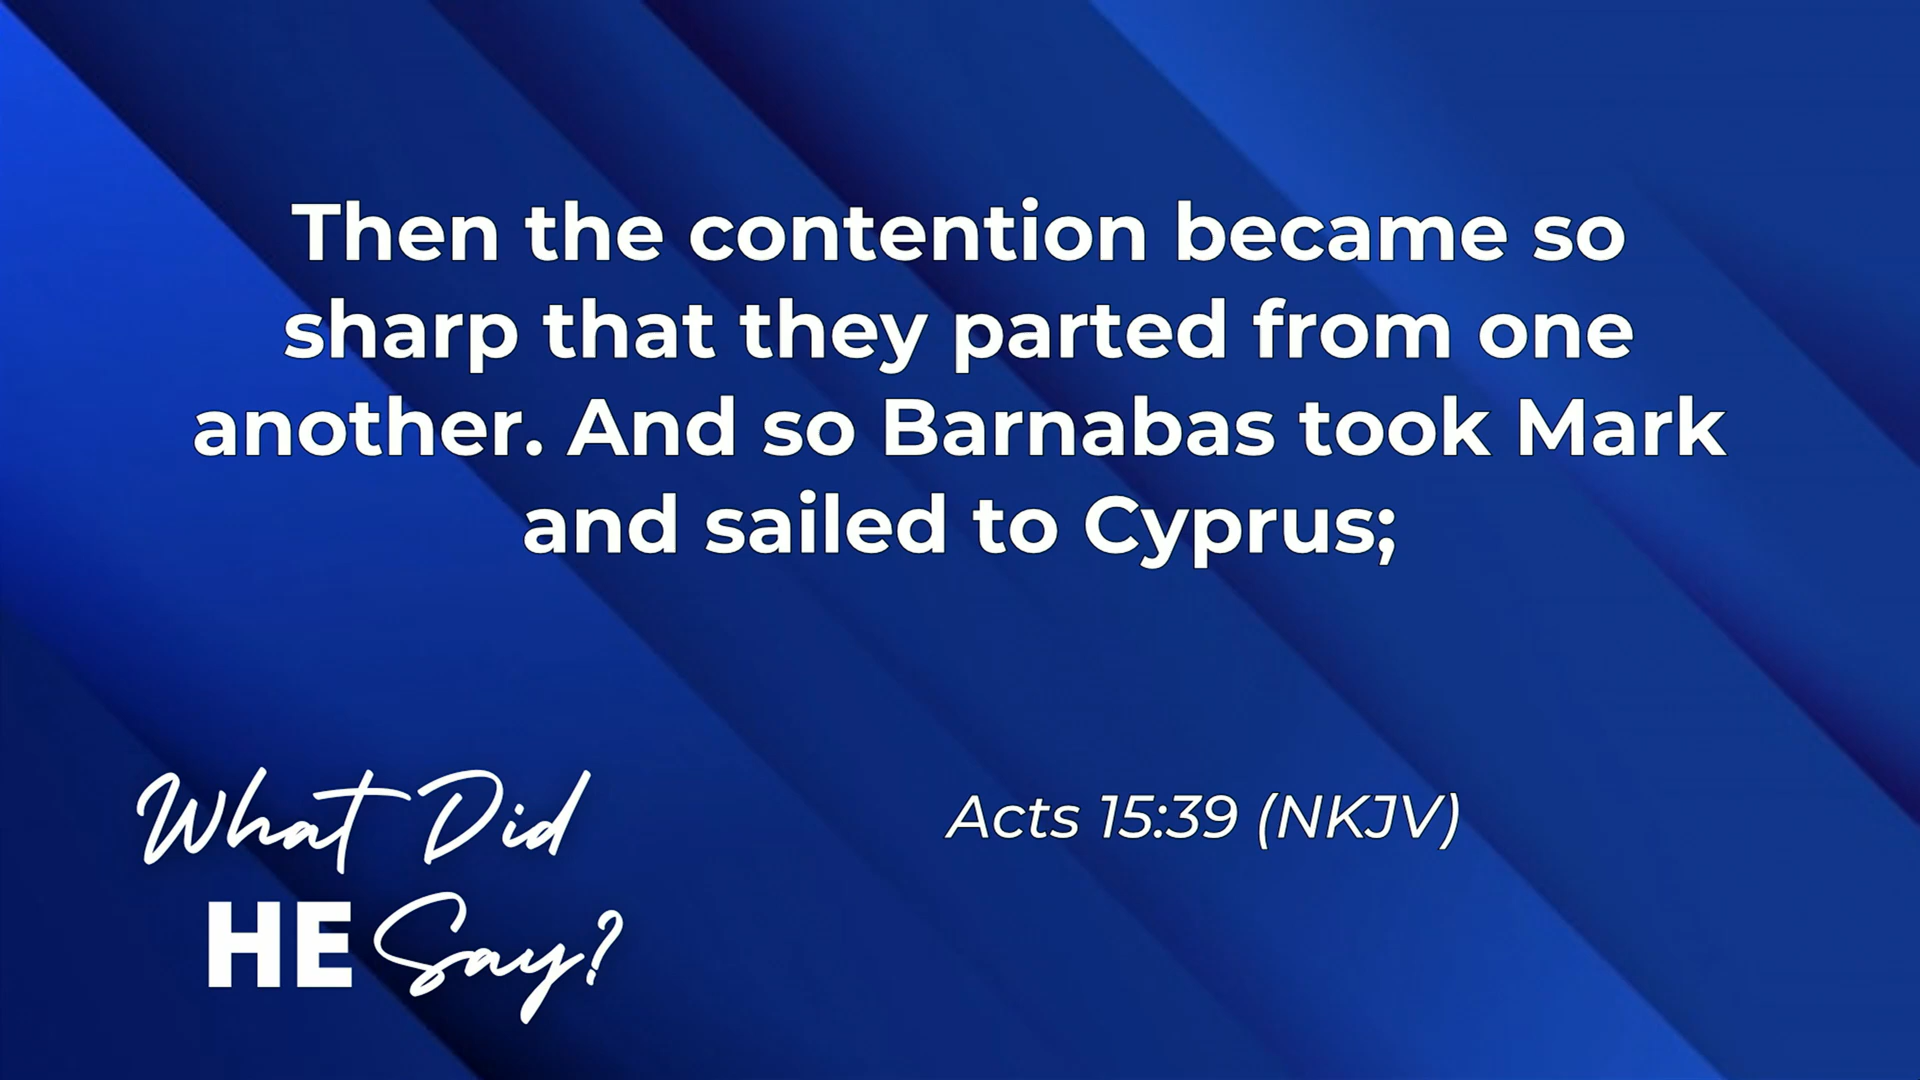 Then the contention became so
sharp that they parted from one
another. And so Barnabas took Mark
and sailed to Cyprus;
What Did
HE Say?
Acts 15:39 (NKJV)